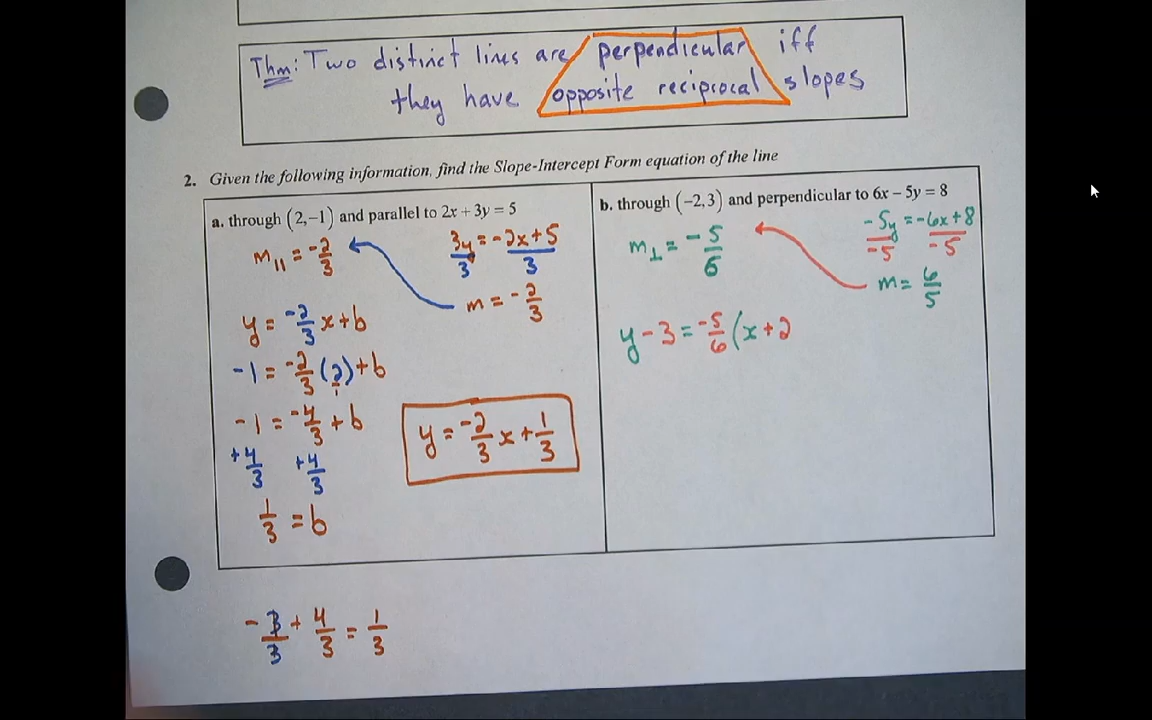 Thm: Two distinct lines are perpendicular iff
they have opposite reciprocal slopes
2. Given the following information, find the Slope-Intercept Form equation of the line
a. through (2,−1) and parallel to 2x + 3y = 5
m|| = -2/3
3y/3 = -2x+5/3
m = -2/3
y = -2/3 x + b
-1 = -2/3 (2/1) + b
-1 = -4/3 + b
+4/3 +4/3
1/3 = b
y = -2/3 x + 1/3
b. through (−2,3) and perpendicular to 6x − 5y = 8
-5y/-5 = -6x+8/-5
m⊥ = -5/6
m = 6/5
y - 3 = -5/6 (x + 2
-3/3 + 4/3 = 1/3